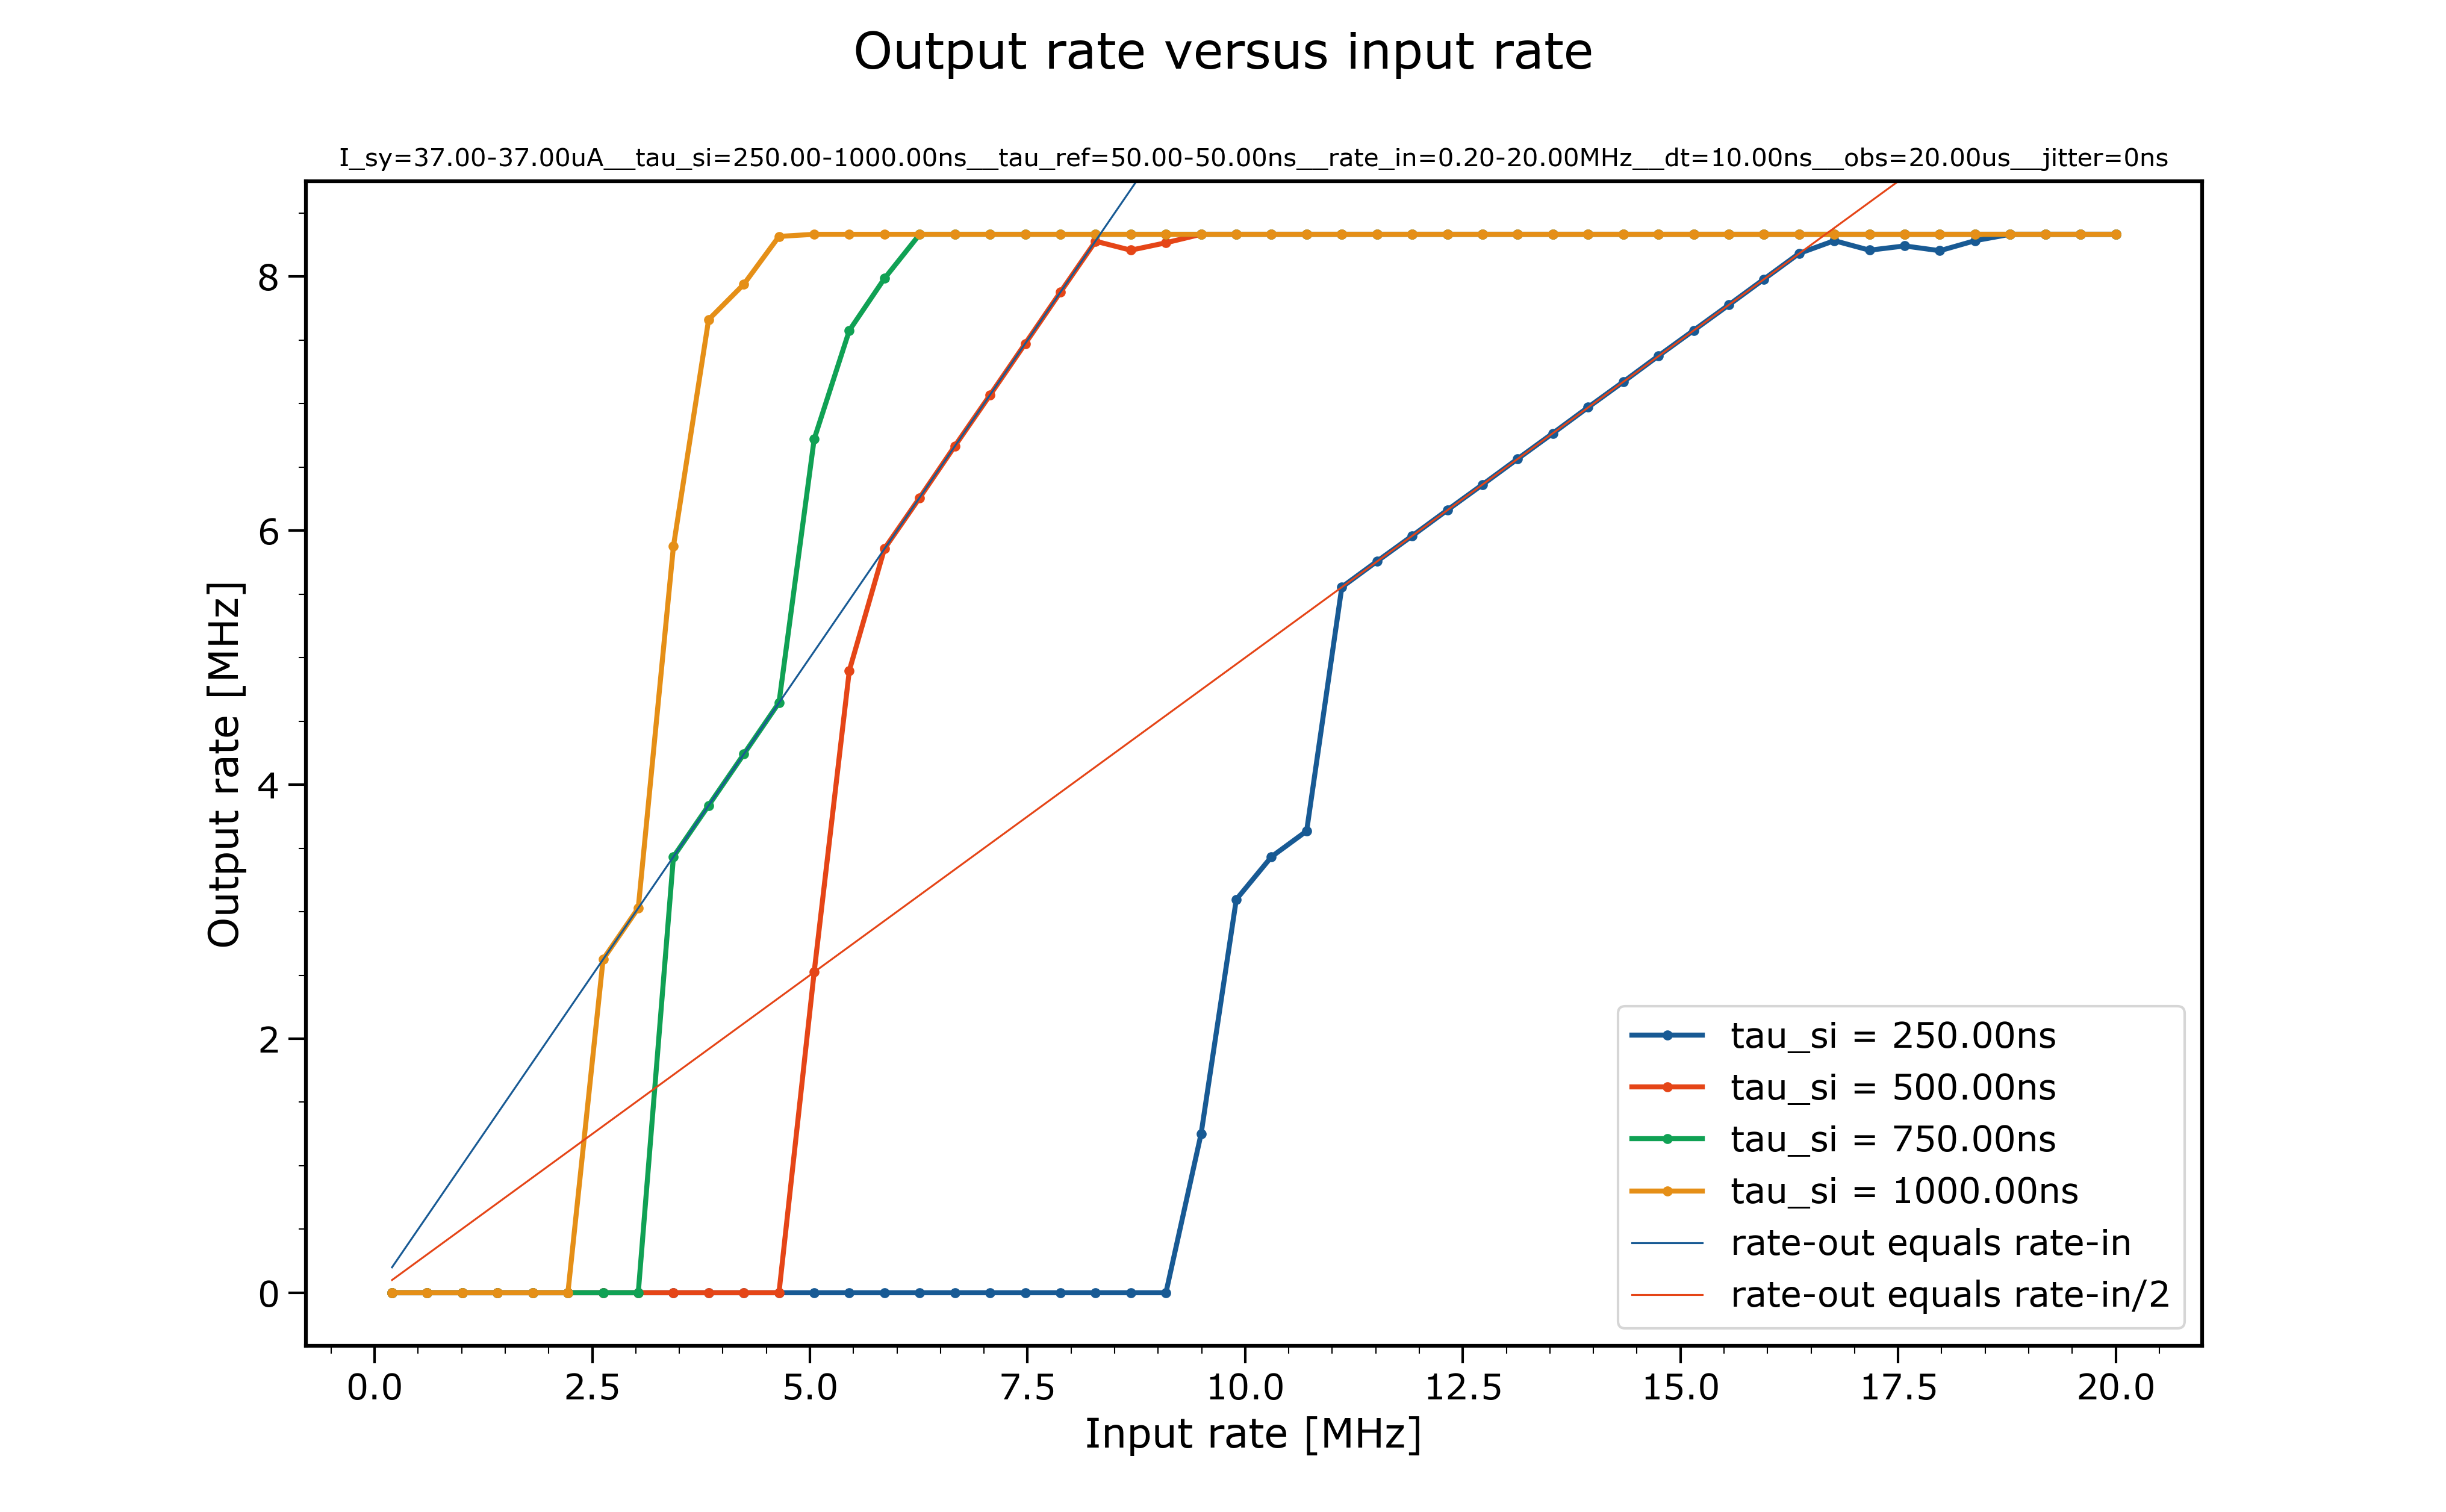 Output rate versus input rate
I_sy=37.00-37.00uA__tau_si=250.00-1000.00ns__tau_ref=50.00-50.00ns__rate_in=0.20-20.00MHz__dt=10.00ns__obs=20.00us__jitter=0ns
Output rate [MHz]
8
6
4
2
0
tau_si = 250.00ns
tau_si = 500.00ns
tau_si = 750.00ns
tau_si = 1000.00ns
rate-out equals rate-in
rate-out equals rate-in/2
0.0 2.5 5.0 7.5 10.0 12.5 15.0 17.5 20.0
Input rate [MHz]